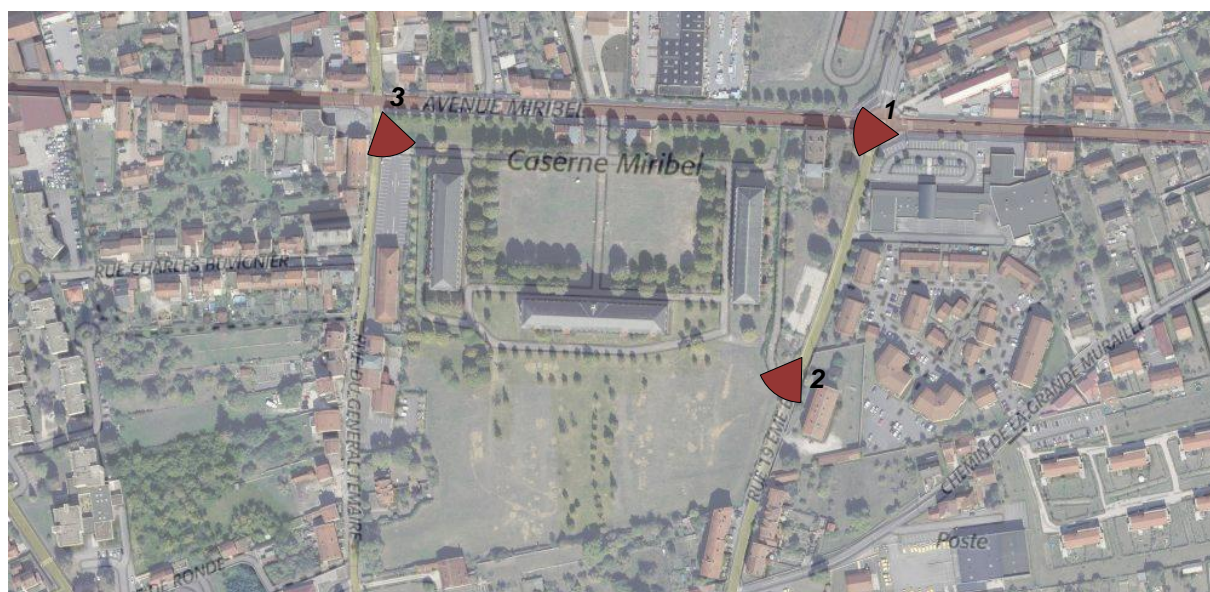 3
AVENUE MIRIBEL
1
Caserne Miribel
RUE CHARLES BUVIGNIER
2
RUE DU GENERAL LEMAIRE
RUE 19 EME
CHEMIN DE LA GRANDE MURAILLE
Poste
DE RONDE